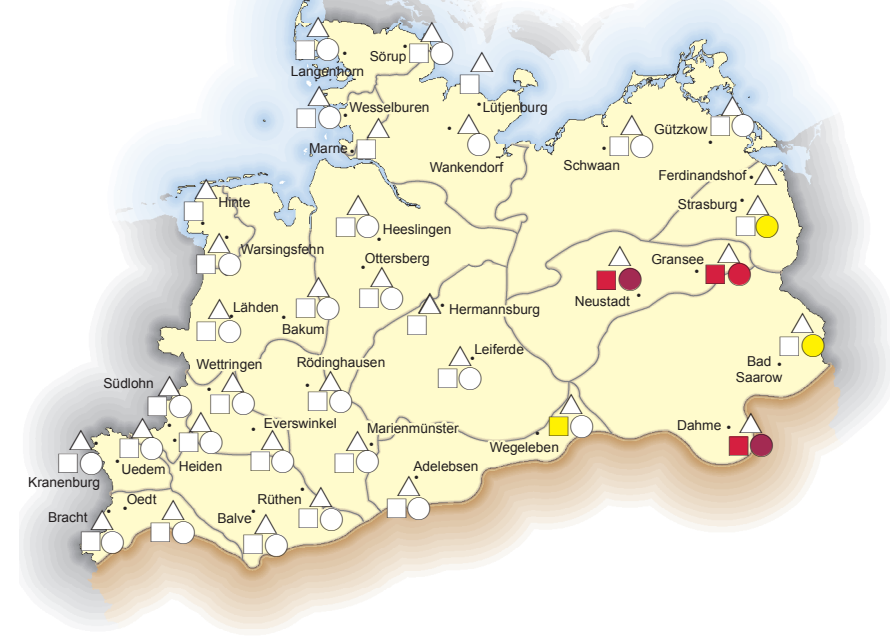 Langenhorn
Sörup
Wesselburen
Lütjenburg
Marne
Wankendorf
Schwaan
Gützkow
Ferdinandshof
Strasburg
Hinte
Warsingsfehn
Heeslingen
Ottersberg
Gransee
Neustadt
Lähden
Bakum
Hermannsburg
Leiferde
Bad
Saarow
Wettringen
Rödinghausen
Südlohn
Everswinkel
Marienmünster
Wegeleben
Dahme
Kranenburg
Uedem
Heiden
Adelebsen
Oedt
Rüthen
Bracht
Balve